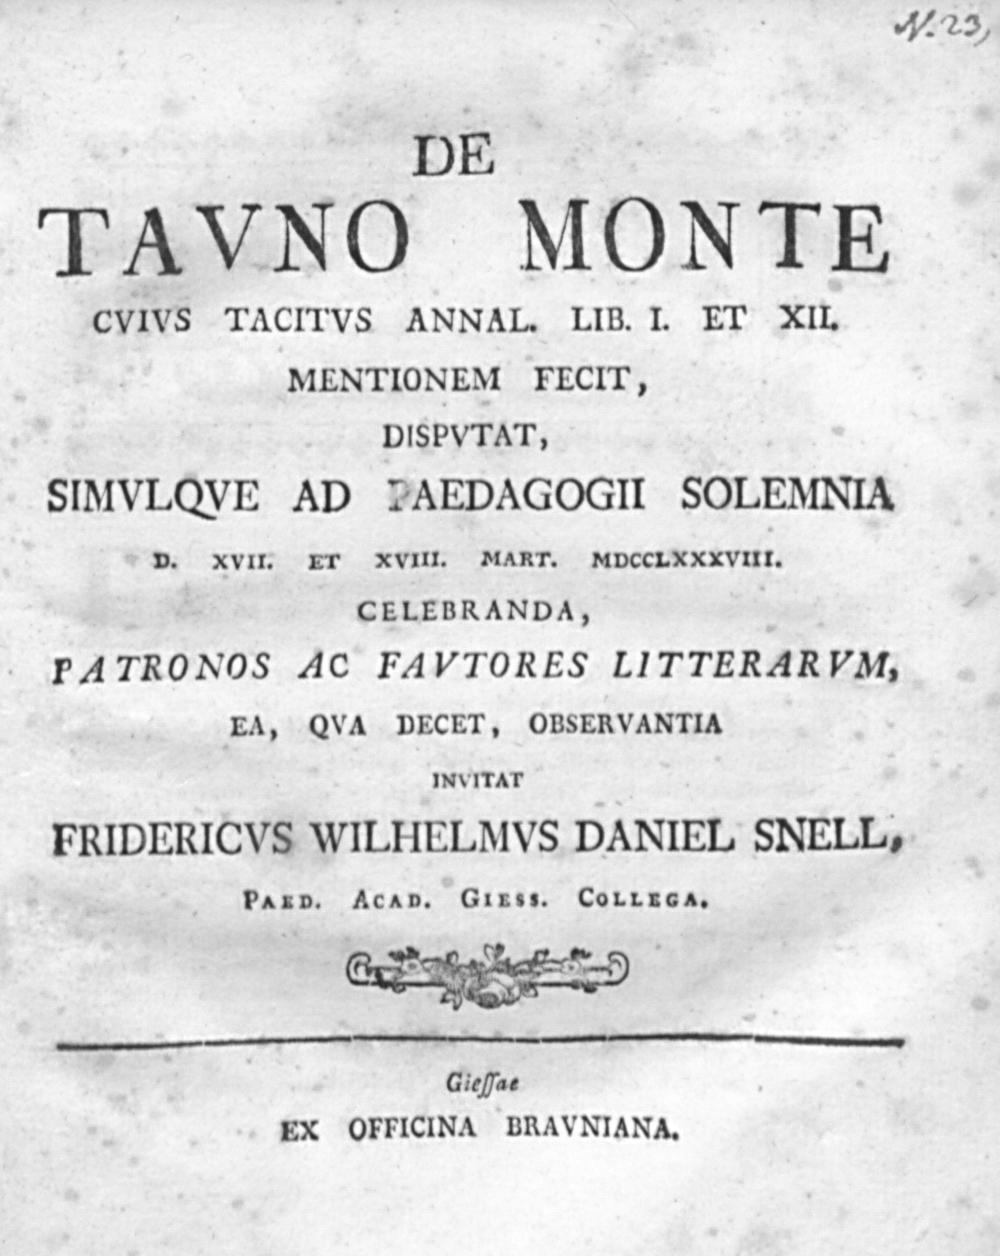 N. 23,
DE
TAVNO MONTE
CVIVS TACITVS ANNAL. LIB. I. ET XII.
MENTIONEM FECIT,
DISPVTAT,
SIMVLQVE AD PAEDAGOGII SOLEMNIA
D. XVII. ET XVIII. MART. MDCCLXXXVIII.
CELEBRANDA,
PATRONOS AC FAVTORES LITTERARVM,
EA, QVA DECET, OBSERVANTIA
INVITAT
FRIDERICVS WILHELMVS DANIEL SNELL,
PAED. ACAD. GIESS. COLLEGA.
Gieſſae
EX OFFICINA BRAVNIANA.